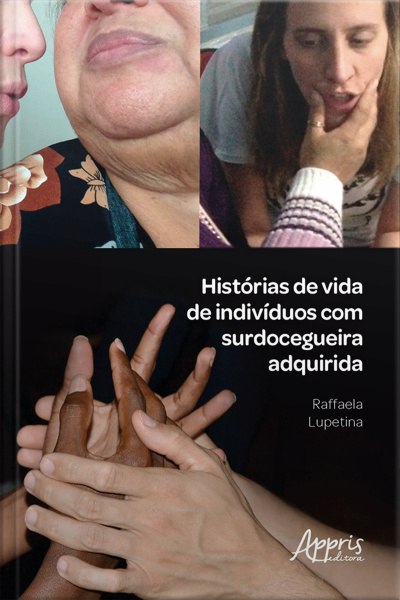 Histórias de vida
de indivíduos com
surdocegueira
adquirida
Raffaela
Lupetina
Appris
editora